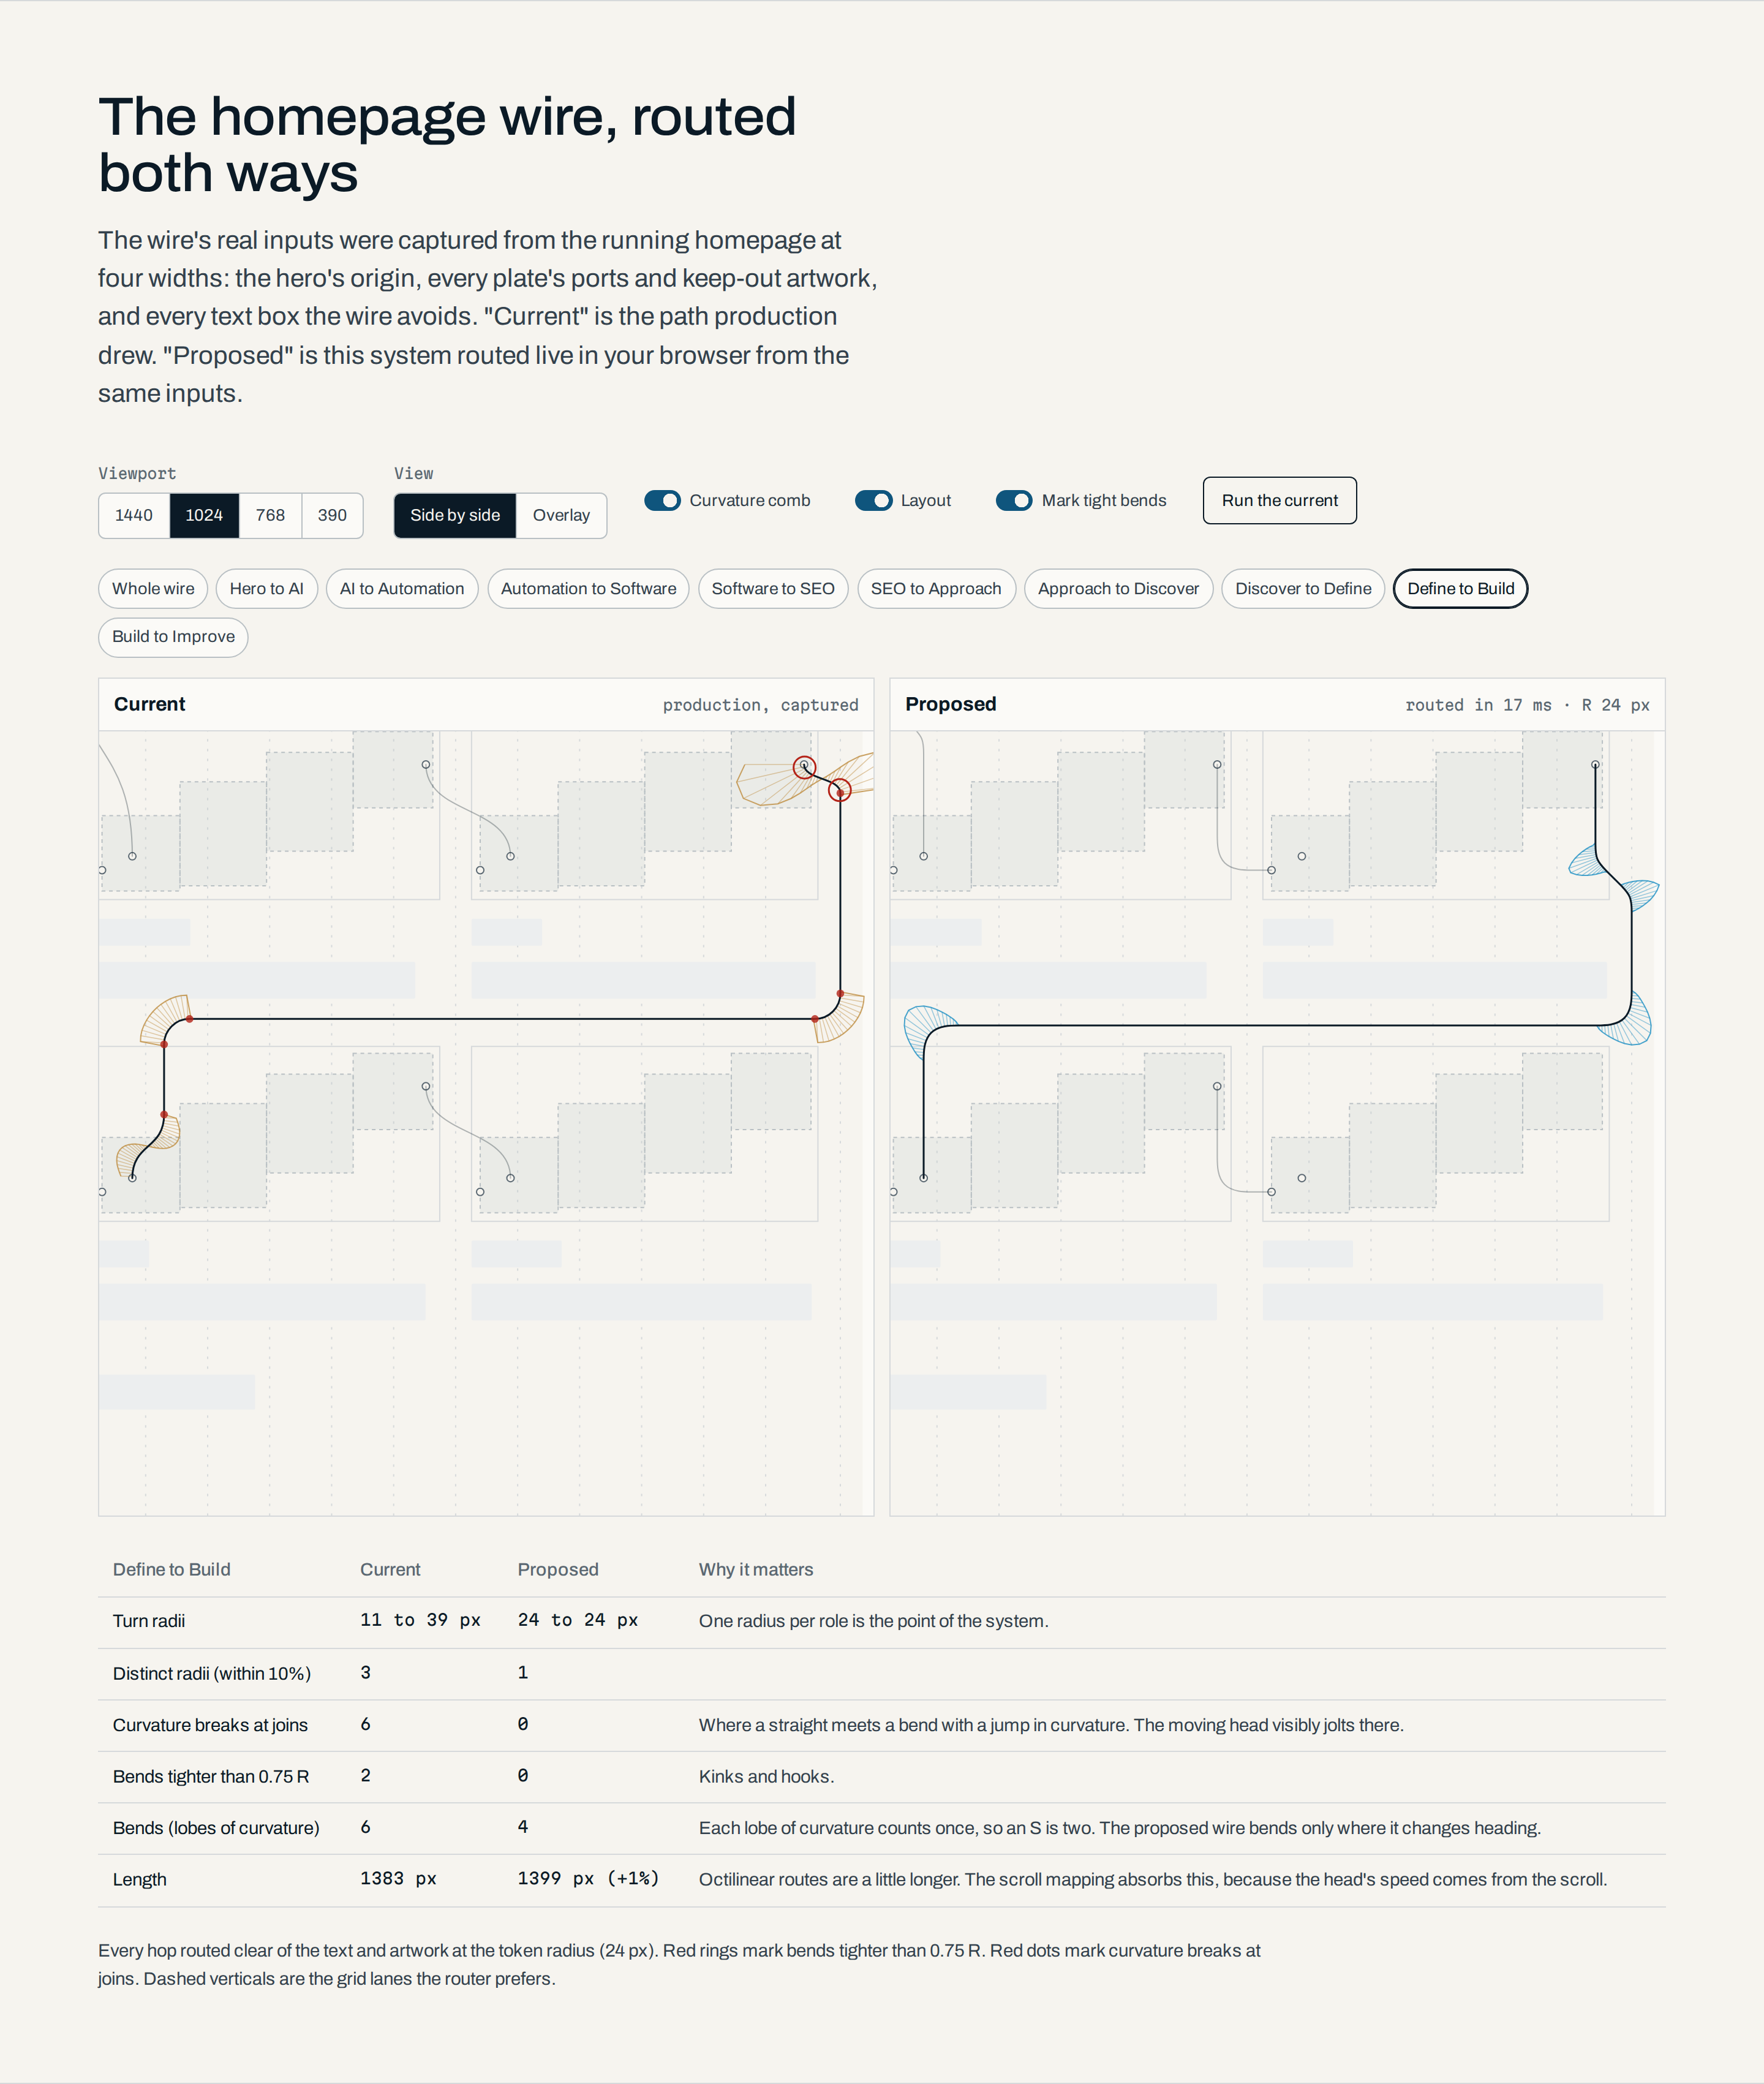 The homepage wire, routed
both ways
The wire's real inputs were captured from the running homepage at
four widths: the hero's origin, every plate's ports and keep-out artwork,
and every text box the wire avoids. "Current" is the path production
drew. "Proposed" is this system routed live in your browser from the
same inputs.
Viewport View
1440 1024 768 390 Side by side Overlay Curvature comb Layout Mark tight bends Run the current
Whole wire Hero to AI AI to Automation Automation to Software Software to SEO SEO to Approach Approach to Discover Discover to Define Define to Build
Build to Improve
Current production, captured
Proposed routed in 17 ms · R 24 px
Define to Build Current Proposed Why it matters
Turn radii 11 to 39 px 24 to 24 px One radius per role is the point of the system.
Distinct radii (within 10%) 3 1
Curvature breaks at joins 6 0 Where a straight meets a bend with a jump in curvature. The moving head visibly jolts there.
Bends tighter than 0.75 R 2 0 Kinks and hooks.
Bends (lobes of curvature) 6 4 Each lobe of curvature counts once, so an S is two. The proposed wire bends only where it changes heading.
Length 1383 px 1399 px (+1%) Octilinear routes are a little longer. The scroll mapping absorbs this, because the head's speed comes from the scroll.
Every hop routed clear of the text and artwork at the token radius (24 px). Red rings mark bends tighter than 0.75 R. Red dots mark curvature breaks at
joins. Dashed verticals are the grid lanes the router prefers.